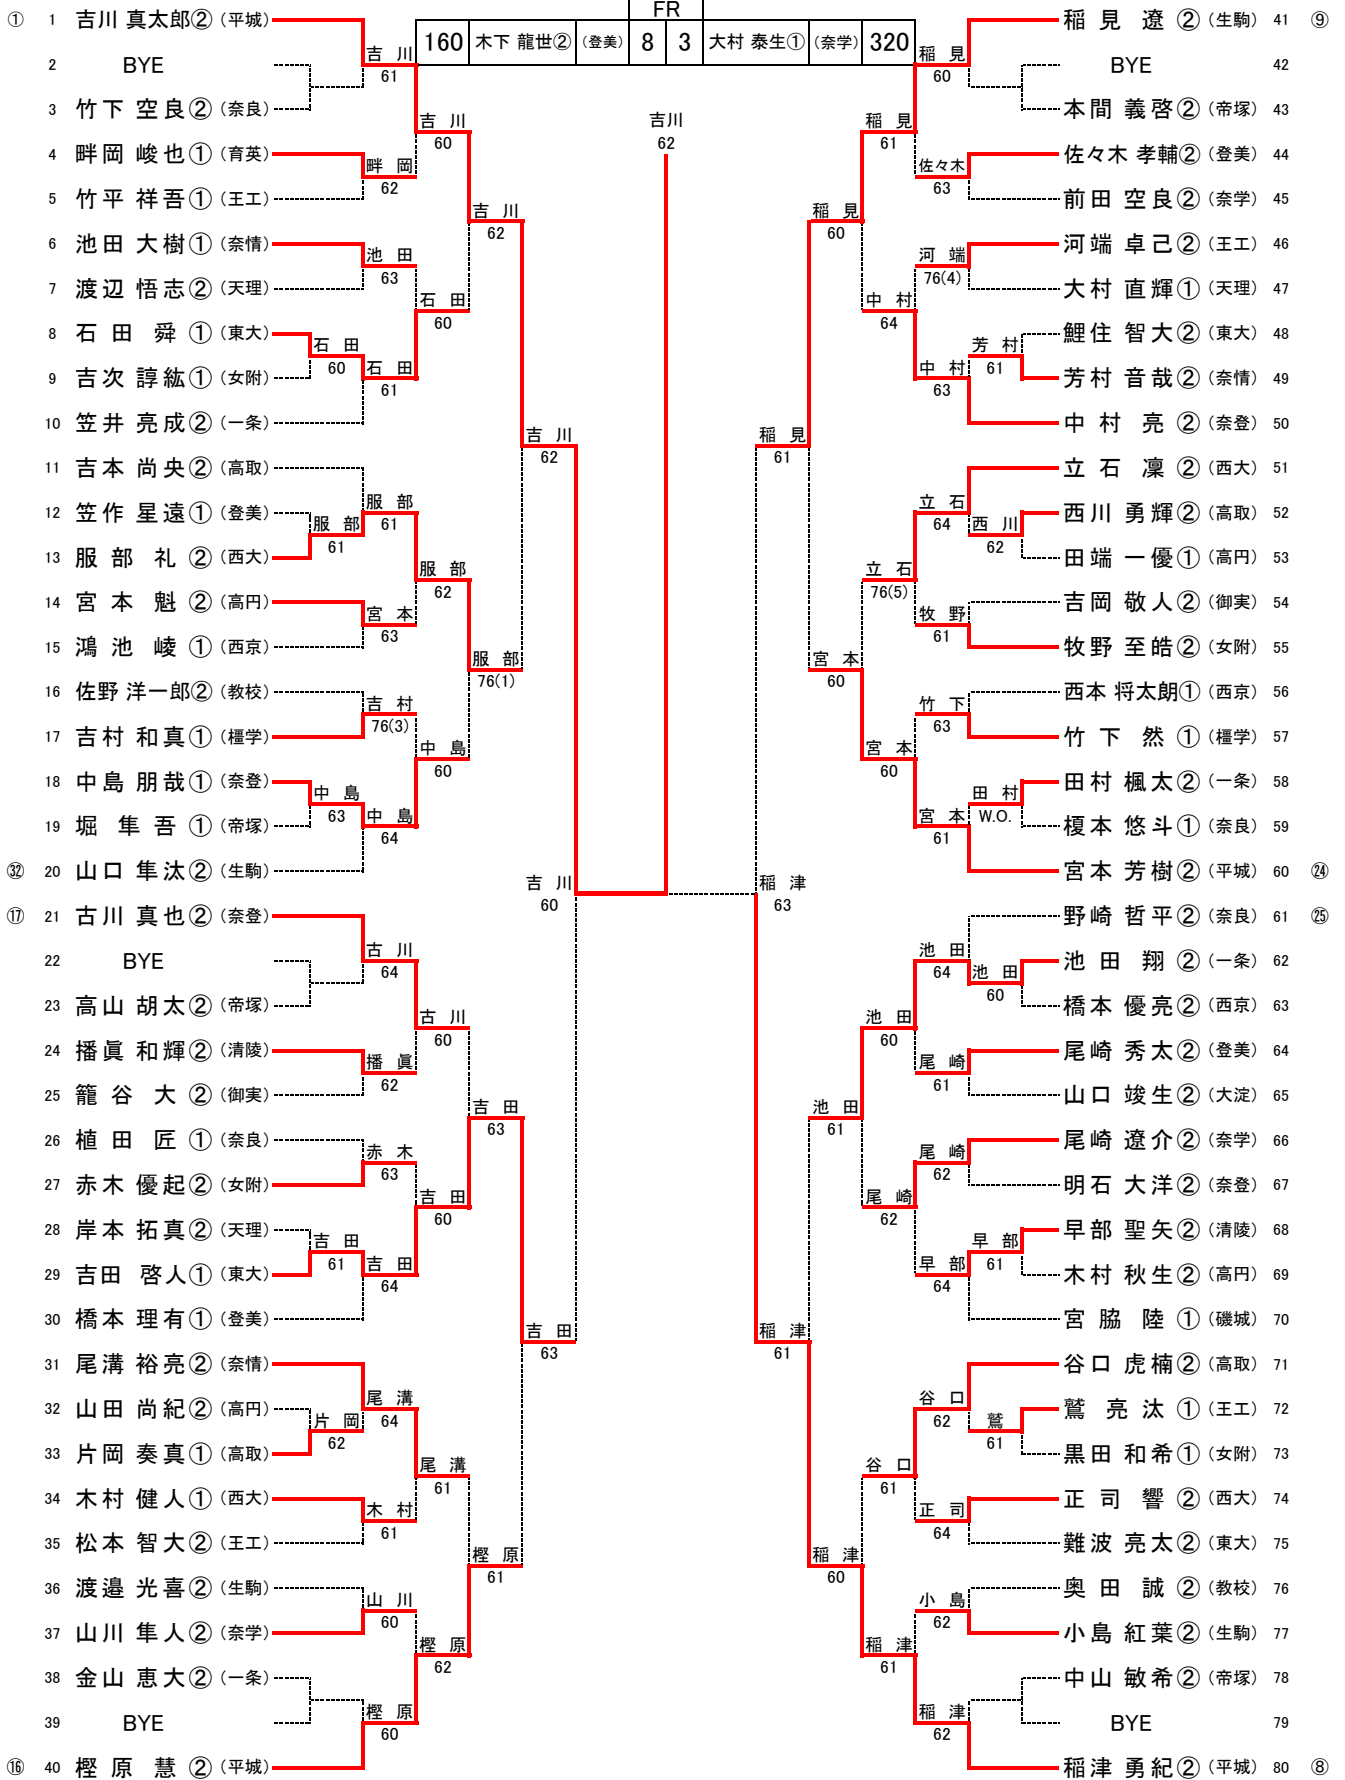 FR
160 木下 龍世② (登美) 8 3 大村 泰生① (奈学) 320
① 1 吉川 真太郎② (平城)
2 BYE
3 竹下 空良② (奈良)
4 畔岡 峻也① (育英)
5 竹平 祥吾① (王工)
6 池田 大樹① (奈情)
7 渡辺 悟志② (天理)
8 石田 舜 ① (東大)
9 吉次 諄紘① (女附)
10 笠井 亮成② (一条)
11 吉本 尚央② (高取)
12 笠作 星遠① (登美)
13 服部 礼 ② (西大)
14 宮本 魁 ② (高円)
15 鴻池 崚 ① (西京)
16 佐野 洋一郎② (教校)
17 吉村 和真① (橿学)
18 中島 朋哉① (奈登)
19 堀 隼吾 ① (帝塚)
㉜ 20 山口 隼汰② (生駒)
⑰ 21 古川 真也② (奈登)
22 BYE
23 高山 胡太② (帝塚)
24 播眞 和輝② (清陵)
25 籠谷 大 ② (御実)
26 植田 匠 ① (奈良)
27 赤木 優起② (女附)
28 岸本 拓真② (天理)
29 吉田 啓人① (東大)
30 橋本 理有① (登美)
31 尾溝 裕亮② (奈情)
32 山田 尚紀② (高円)
33 片岡 奏真① (高取)
34 木村 健人① (西大)
35 松本 智大② (王工)
36 渡邉 光喜② (生駒)
37 山川 隼人② (奈学)
38 金山 恵大② (一条)
39 BYE
⑯ 40 樫原 慧 ② (平城)
石田
60
服部
61
中島
63
吉田
61
片岡
62
吉川
61
畔岡
62
池田
63
石田
61
服部
61
宮本
63
吉村
76(3)
中島
64
古川
64
播眞
62
赤木
63
吉田
64
尾溝
64
木村
61
山川
60
樫原
60
吉川
60
石田
60
服部
62
中島
60
古川
60
吉田
60
尾溝
61
樫原
62
吉川
62
服部
76(1)
吉田
63
樫原
61
吉川
62
吉田
63
吉川
60
吉川
62
稲津
63
稲見
61
稲津
61
稲見
60
宮本
60
池田
61
稲津
60
稲見
61
中村
64
立石
76(5)
宮本
60
池田
60
尾崎
62
谷口
61
稲津
61
稲見
60
佐々木
63
河端
76(4)
中村
63
立石
64
牧野
61
竹下
63
宮本
61
池田
64
尾崎
61
尾崎
62
早部
64
谷口
62
正司
64
小島
62
稲津
62
芳村
61
西川
62
田村
W.O.
池田
60
早部
61
鷲
61
稲見 遼 ② (生駒) 41 ⑨
BYE 42
本間 義啓② (帝塚) 43
佐々木 孝輔② (登美) 44
前田 空良② (奈学) 45
河端 卓己② (王工) 46
大村 直輝① (天理) 47
鯉住 智大② (東大) 48
芳村 音哉② (奈情) 49
中村 亮 ② (奈登) 50
立石 凜 ② (西大) 51
西川 勇輝② (高取) 52
田端 一優① (高円) 53
吉岡 敬人② (御実) 54
牧野 至皓② (女附) 55
西本 将太朗① (西京) 56
竹下 然 ① (橿学) 57
田村 楓太② (一条) 58
榎本 悠斗① (奈良) 59
宮本 芳樹② (平城) 60 ㉔
野崎 哲平② (奈良) 61 ㉕
池田 翔 ② (一条) 62
橋本 優亮② (西京) 63
尾崎 秀太② (登美) 64
山口 竣生② (大淀) 65
尾崎 遼介② (奈学) 66
明石 大洋② (奈登) 67
早部 聖矢② (清陵) 68
木村 秋生② (高円) 69
宮脇 陸 ① (磯城) 70
谷口 虎楠② (高取) 71
鷲 亮汰 ① (王工) 72
黒田 和希① (女附) 73
正司 響 ② (西大) 74
難波 亮太② (東大) 75
奥田 誠 ② (教校) 76
小島 紅葉② (生駒) 77
中山 敏希② (帝塚) 78
BYE 79
稲津 勇紀② (平城) 80 ⑧